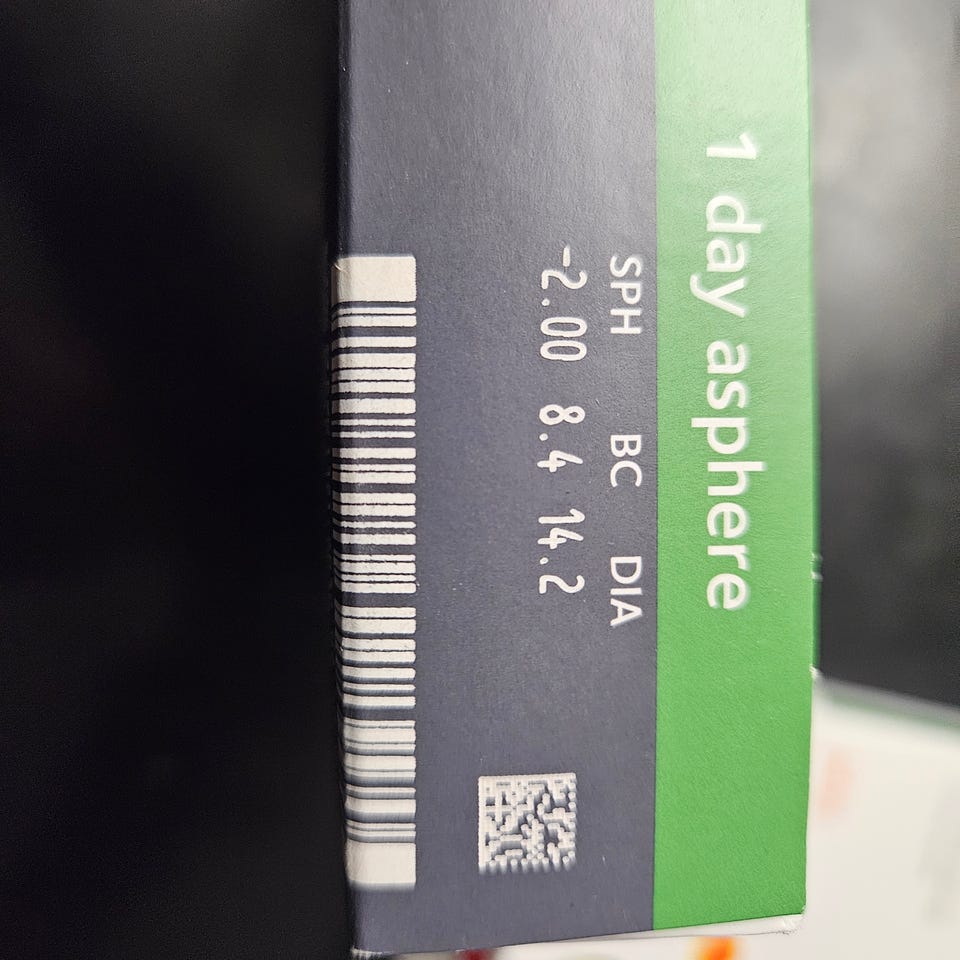 1 day asphere
SPH BC DIA
-2.00 8.4 14.2